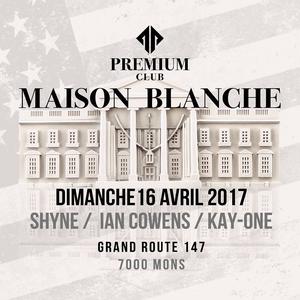 PREMIUM
CLUB
MAISON BLANCHE
DIMANCHE 16 AVRIL 2017
SHYNE / IAN COWENS / KAY-ONE
GRAND ROUTE 147
7000 MONS